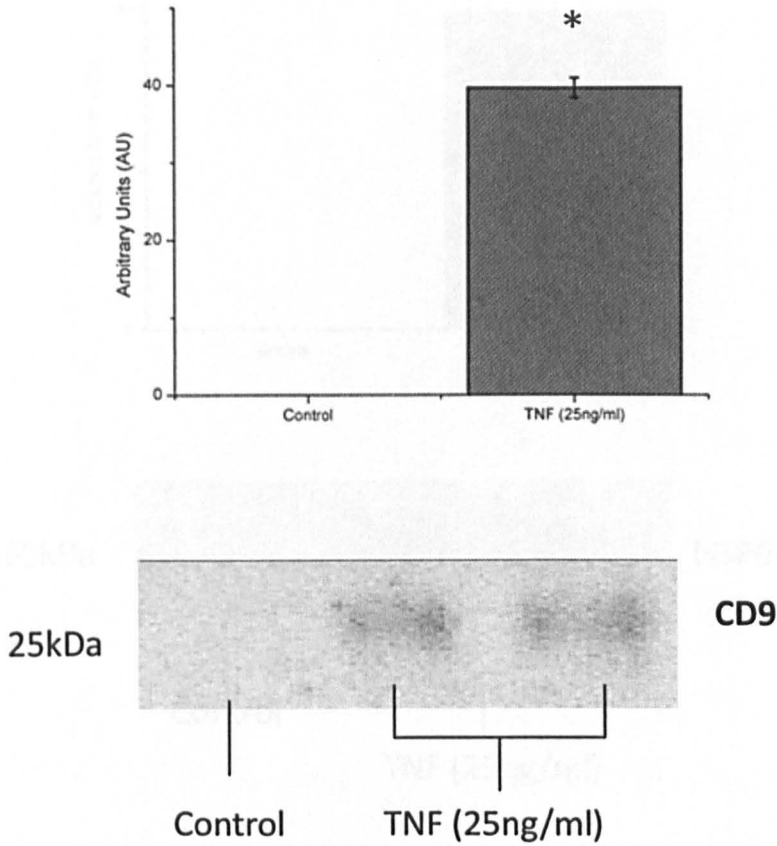 *
40
20
0
Arbitrary Units (AU)
Control
TNF (25ng/ml)
25kDa
CD9
Control
TNF (25ng/ml)